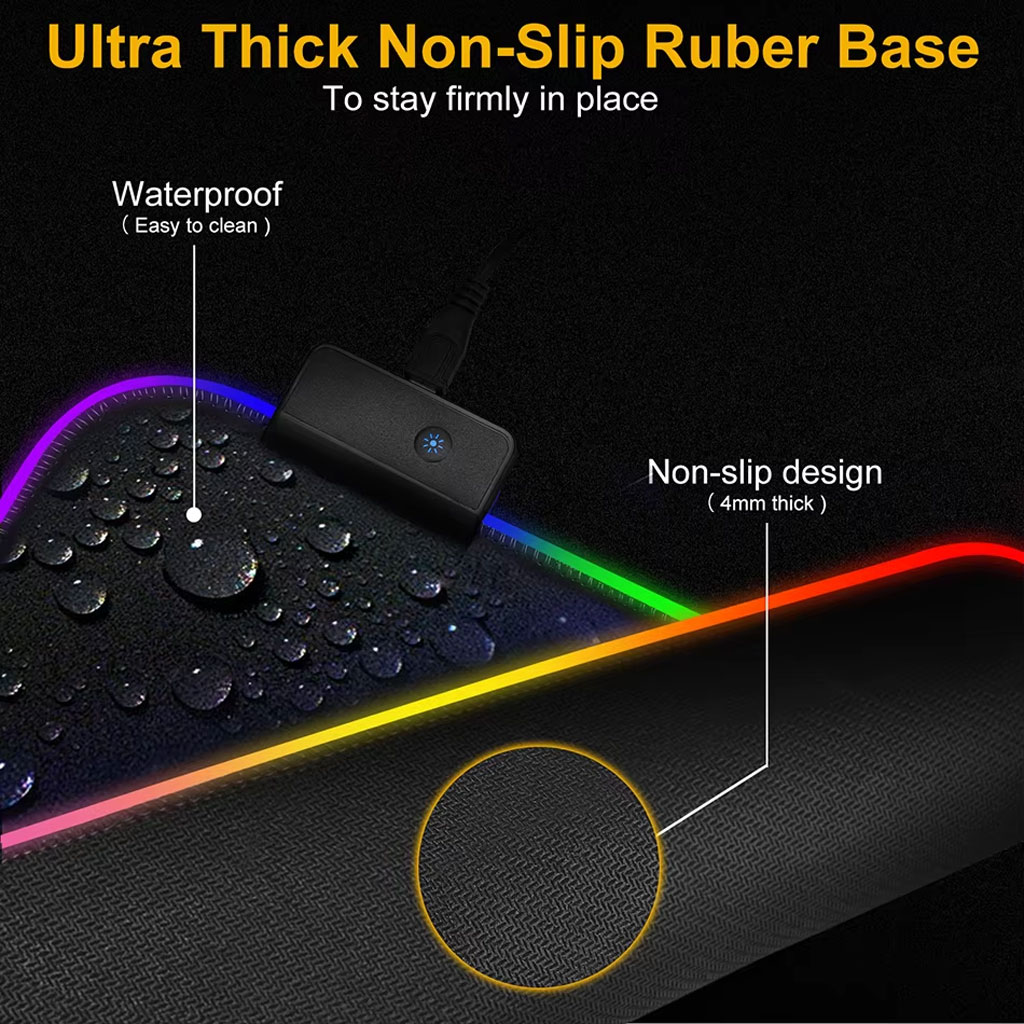 Ultra Thick Non-Slip Ruber Base
To stay firmly in place
Waterproof
( Easy to clean )
Non-slip design
( 4mm thick )